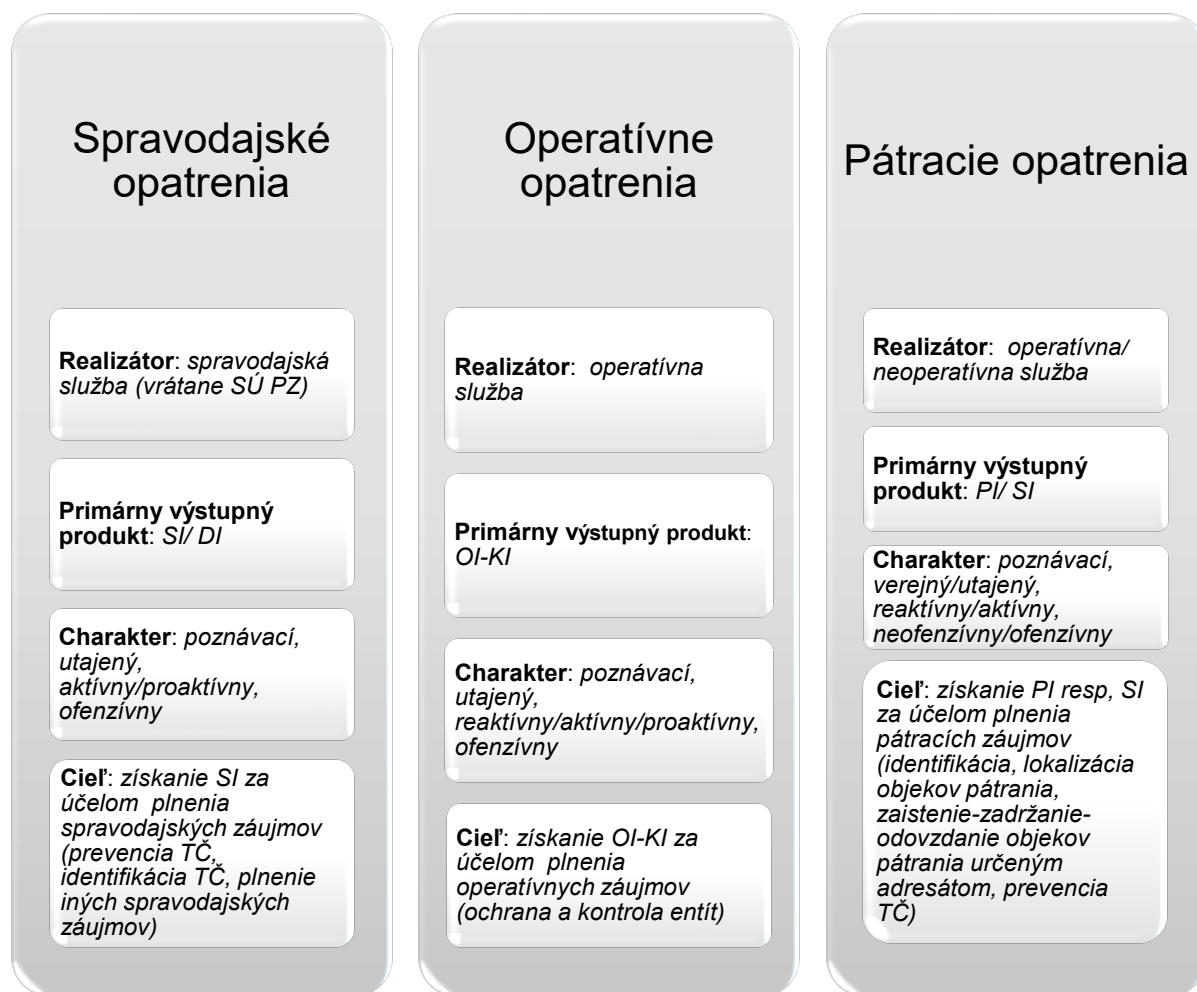 Spravodajské
opatrenia
Realizátor: spravodajská
služba (vrátane SÚ PZ)
Primárny výstupný
produkt: SI/ DI
Charakter: poznávací,
utajený,
aktívny/proaktívny,
ofenzívny
Cieľ: získanie SI za
účelom plnenia
spravodajských záujmov
(prevencia TČ,
identifikácia TČ, plnenie
iných spravodajských
záujmov)
Operatívne
opatrenia
Realizátor: operatívna
služba
Primárny výstupný produkt:
OI-KI
Charakter: poznávací,
utajený,
reaktívny/aktívny/proaktívny,
ofenzívny
Cieľ: získanie OI-KI za
účelom plnenia
operatívnych záujmov
(ochrana a kontrola entít)
Pátracie opatrenia
Realizátor: operatívna/
neoperatívna služba
Primárny výstupný
produkt: PI/ SI
Charakter: poznávací,
verejný/utajený,
reaktívny/aktívny,
neofenzívny/ofenzívny
Cieľ: získanie PI resp, SI
za účelom plnenia
pátracích záujmov
(identifikácia, lokalizácia
objekov pátrania,
zaistenie-zadržanie-
odovzdanie objekov
pátrania určeným
adresátom, prevencia
TČ)